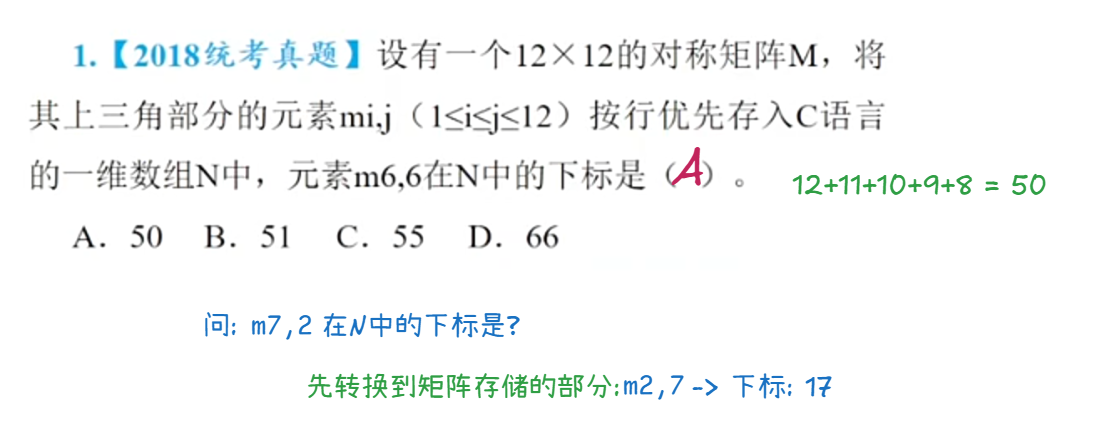 1.【2018统考真题】设有一个12×12的对称矩阵M，将
其上三角部分的元素mi,j（1≤i≤j≤12）按行优先存入C语言
的一维数组N中，元素m6,6在N中的下标是（A）。 12+11+10+9+8 = 50
A．50 B．51 C．55 D．66
问: m7,2 在N中的下标是?
先转换到矩阵存储的部分:m2,7 -> 下标: 17